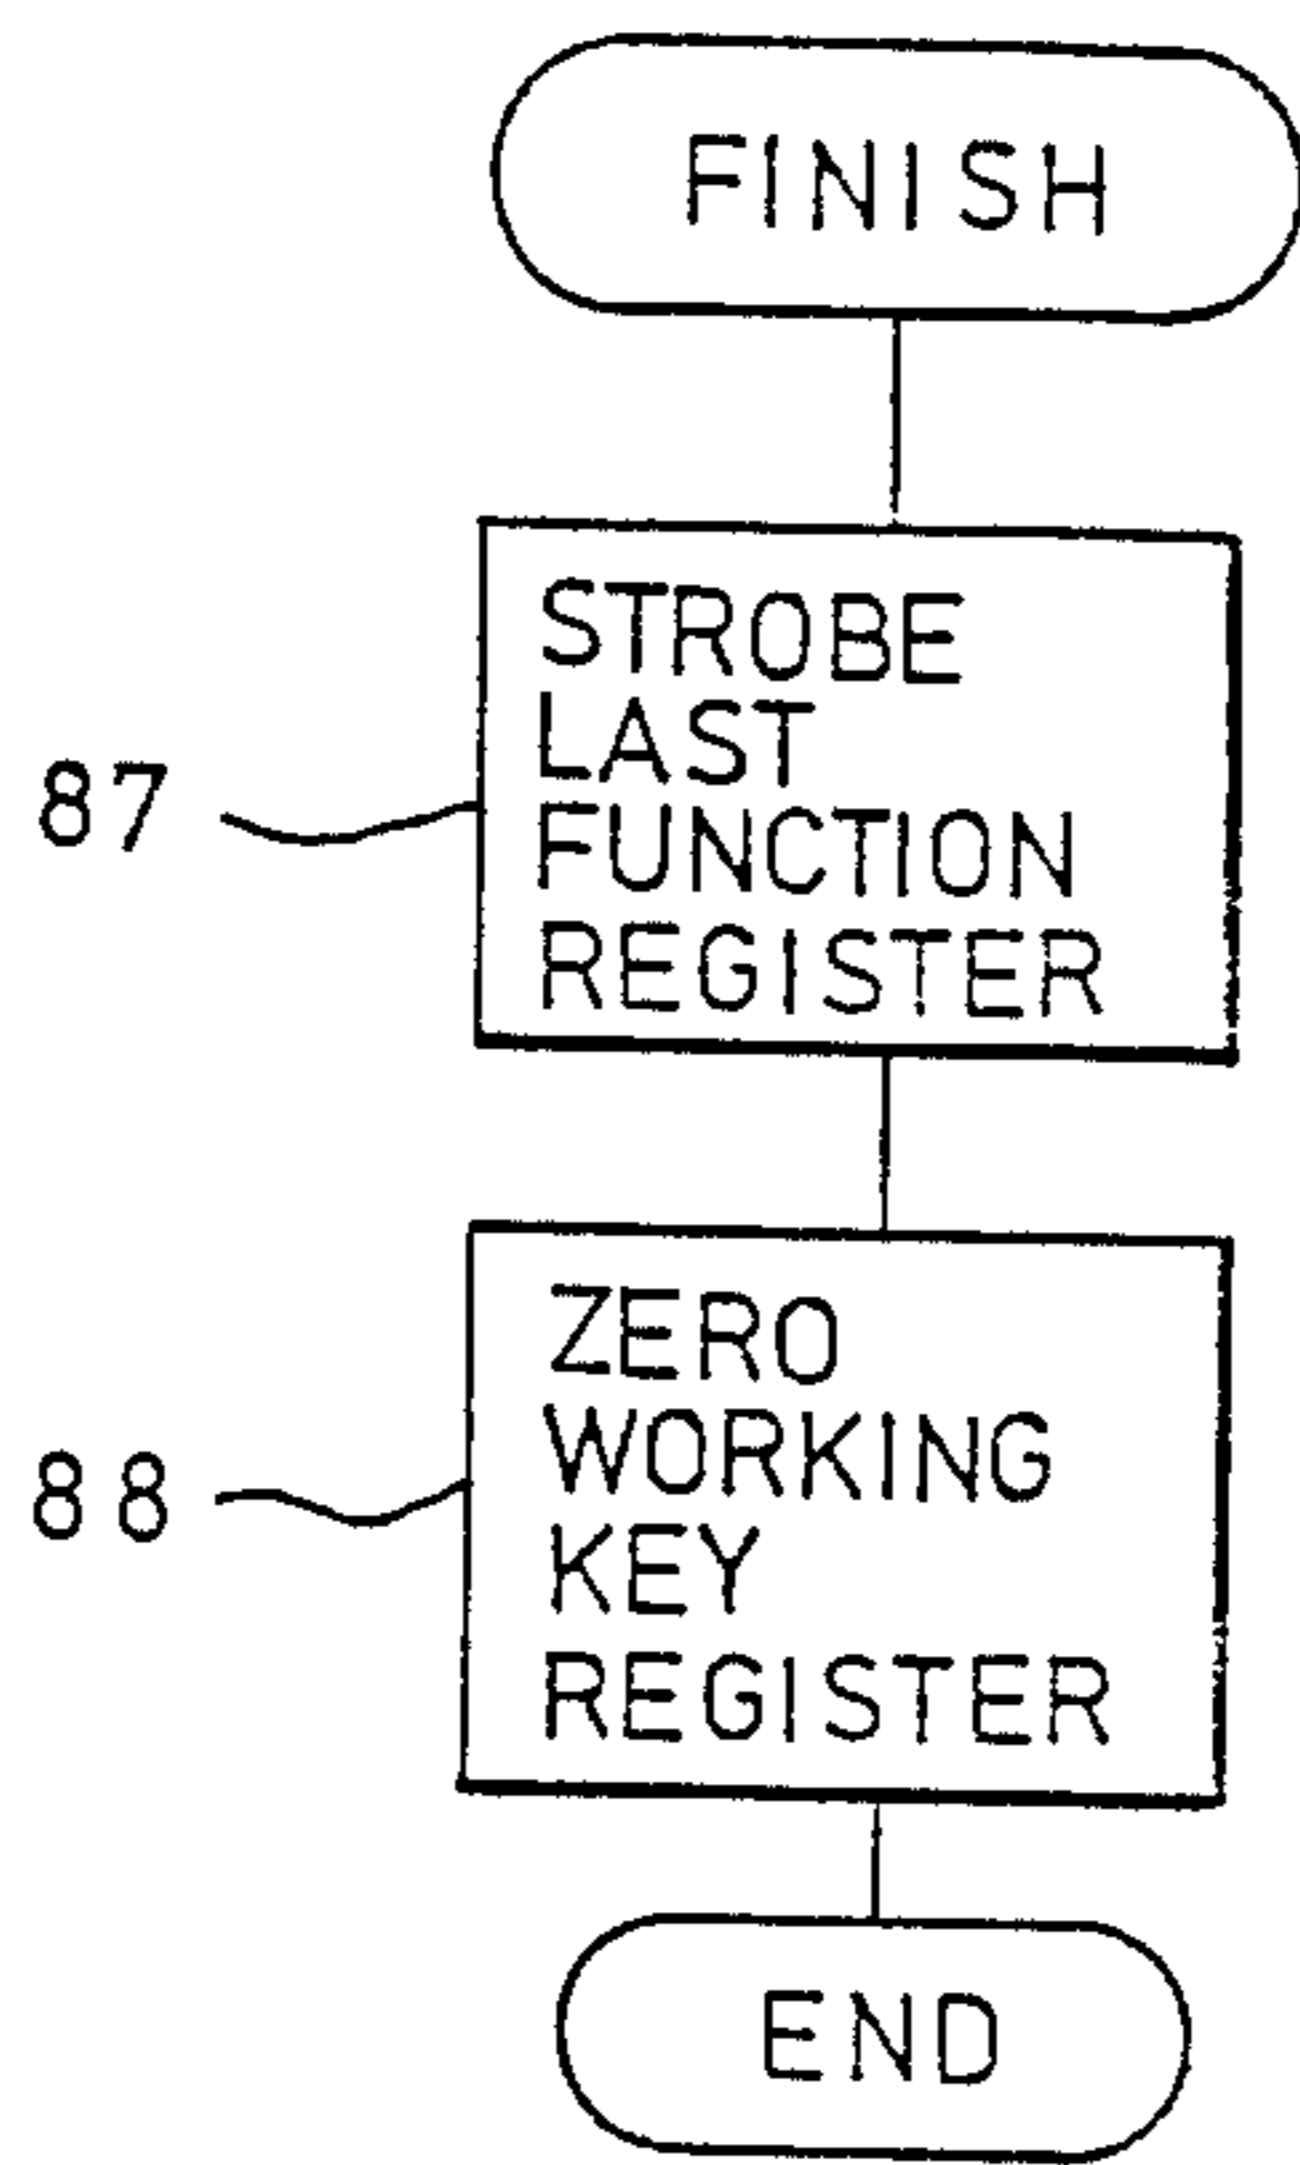 FINISH
87
STROBE
LAST
FUNCTION
REGISTER
88
ZERO
WORKING
KEY
REGISTER
END